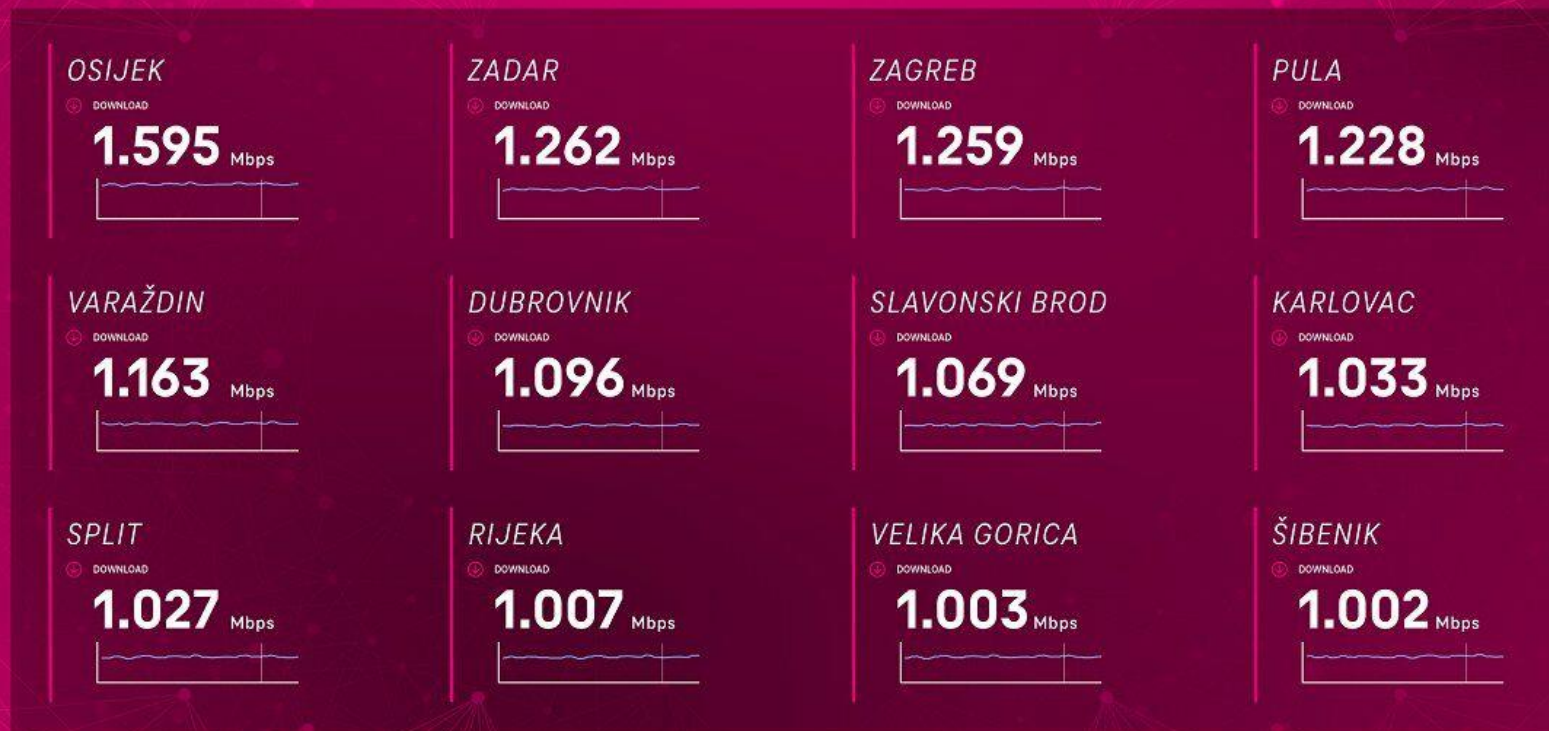 OSIJEK
DOWNLOAD
1.595 Mbps
ZADAR
DOWNLOAD
1.262 Mbps
ZAGREB
DOWNLOAD
1.259 Mbps
PULA
DOWNLOAD
1.228 Mbps
VARAŽDIN
DOWNLOAD
1.163 Mbps
DUBROVNIK
DOWNLOAD
1.096 Mbps
SLAVONSKI BROD
DOWNLOAD
1.069 Mbps
KARLOVAC
DOWNLOAD
1.033 Mbps
SPLIT
DOWNLOAD
1.027 Mbps
RIJEKA
DOWNLOAD
1.007 Mbps
VELIKA GORICA
DOWNLOAD
1.003 Mbps
ŠIBENIK
DOWNLOAD
1.002 Mbps